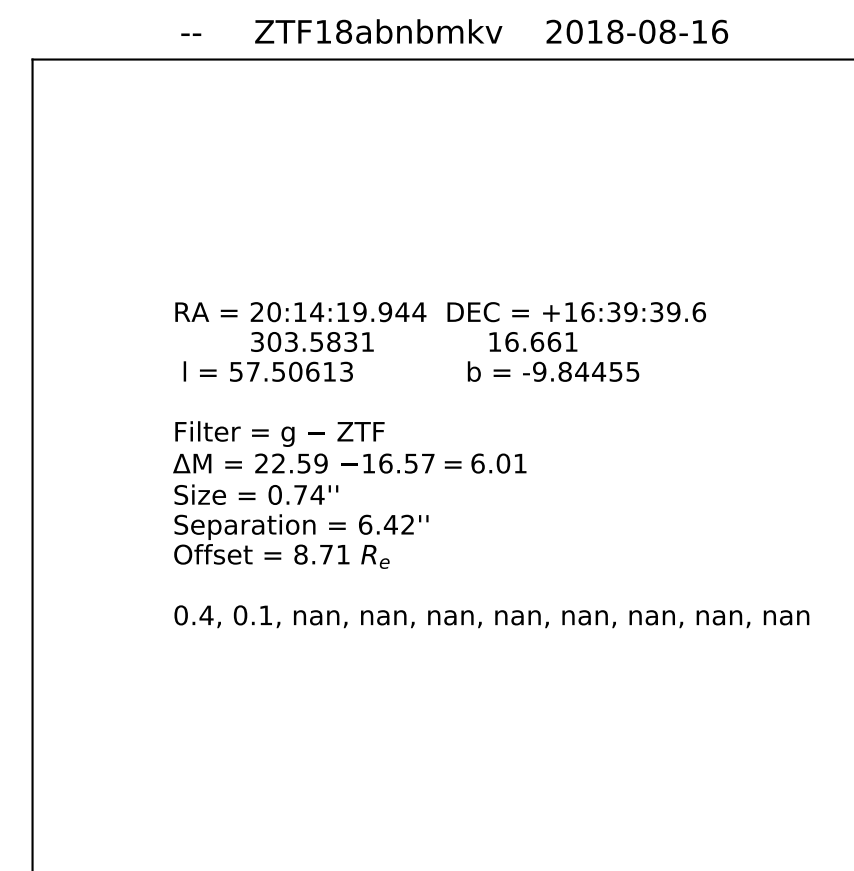 -- ZTF18abnbmkv 2018-08-16
RA = 20:14:19.944 DEC = +16:39:39.6
303.5831 16.661
l = 57.50613 b = -9.84455
Filter = g − ZTF
ΔM = 22.59 −16.57 = 6.01
Size = 0.74''
Separation = 6.42''
Offset = 8.71 Rₑ
0.4, 0.1, nan, nan, nan, nan, nan, nan, nan, nan